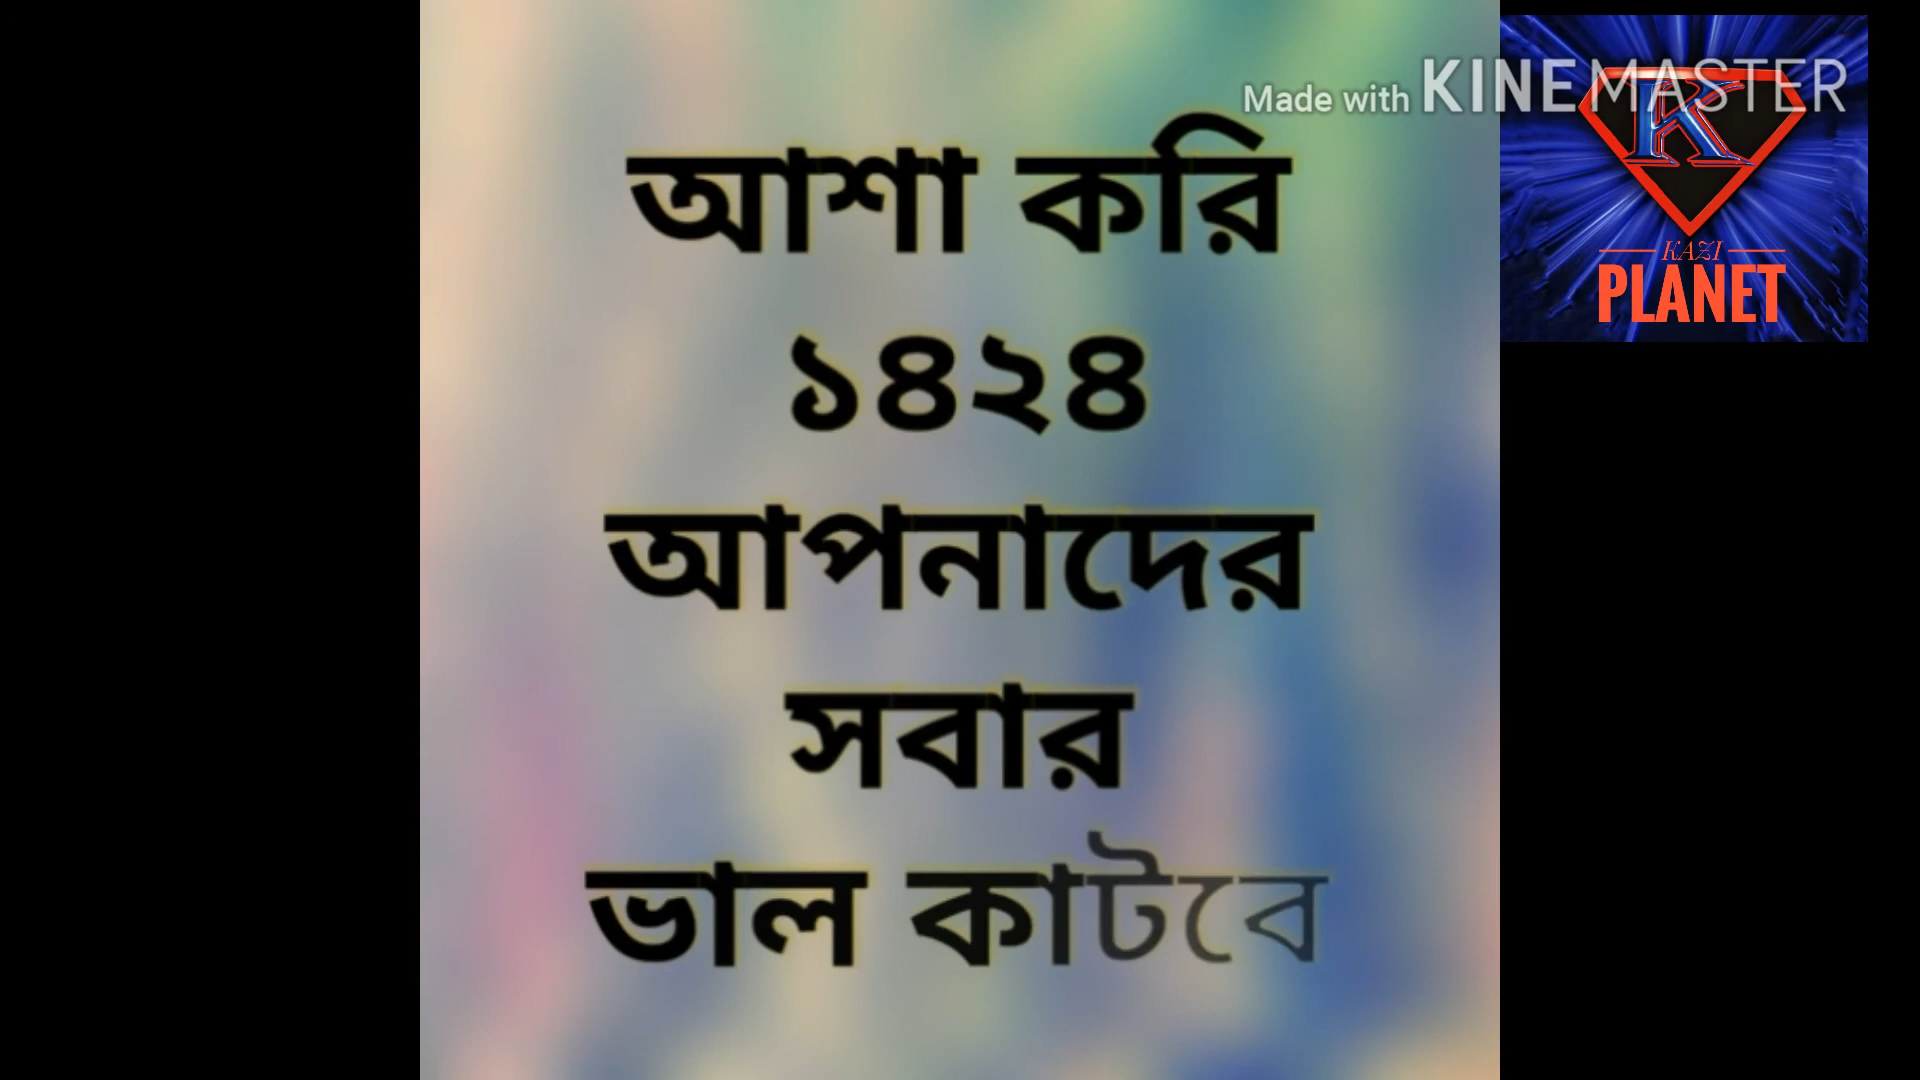 Made with KINEMASTER
K
KAZI
PLANET
আশা করি
১৪২৪
আপনাদের
সবার
ভাল কাটবে